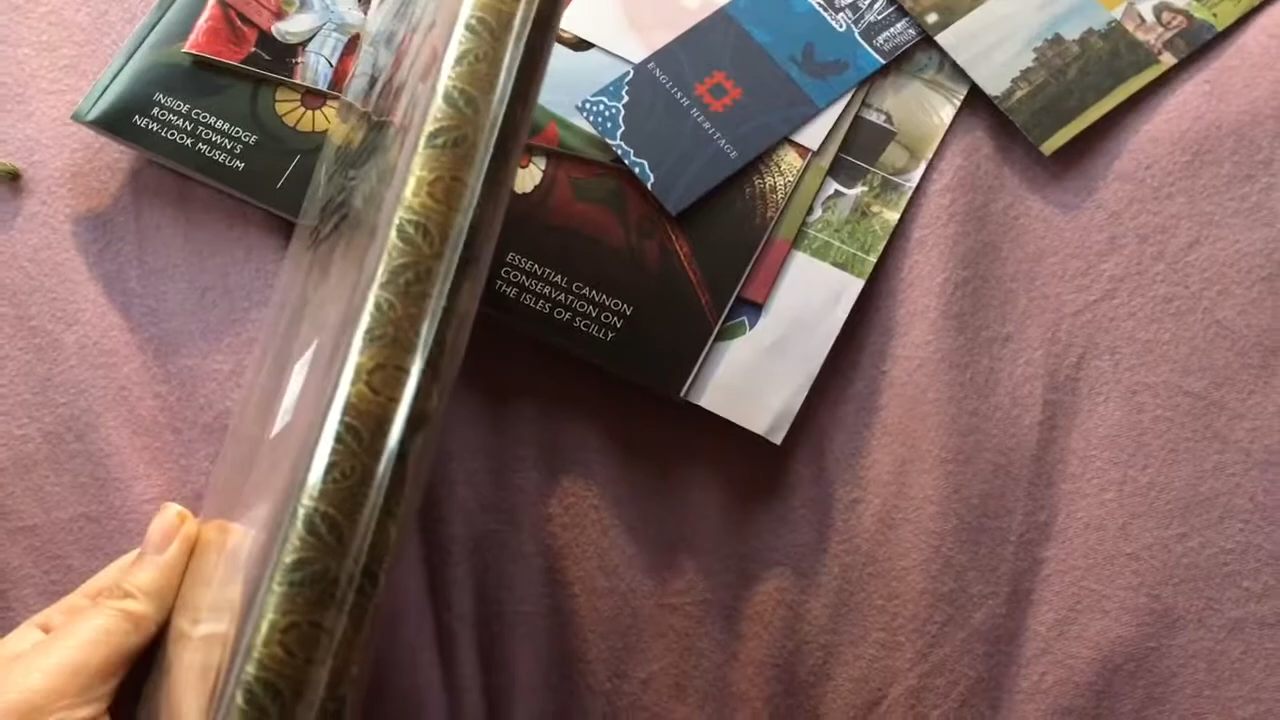 INSIDE CORBRIDGE
ROMAN TOWN'S
NEW-LOOK MUSEUM
ENGLISH HERITAGE
ESSENTIAL CANNON
CONSERVATION ON
THE ISLES OF SCILLY